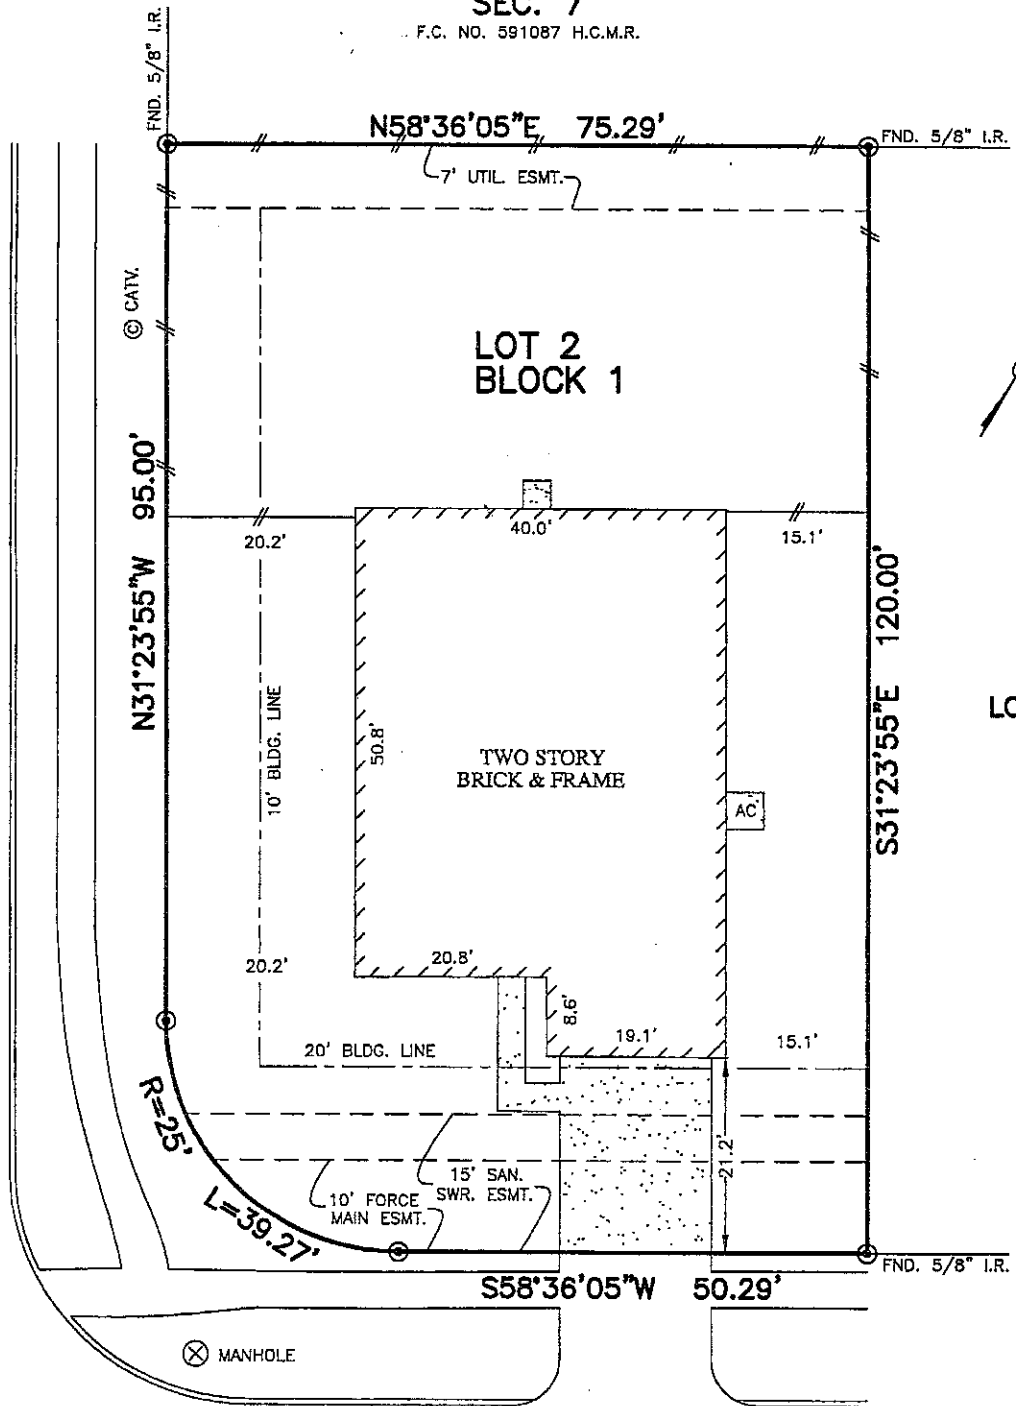 SEC. 7
F.C. NO. 591087 H.C.M.R.
FND. 5/8" I.R.
N58°36'05"E 75.29'
FND. 5/8" I.R.
7' UTIL. ESMT.
© CATV.
LOT 2
BLOCK 1
N31°23'55"W 95.00'
20.2'
40.0'
15.1'
S31°23'55"E 120.00'
10' BLDG. LINE
50.8'
TWO STORY
BRICK & FRAME
AC
LO
20.2'
20.8'
8.6'
19.1'
15.1'
20' BLDG. LINE
R=25'
L=39.27'
21.2'
15' SAN.
SWR. ESMT.
10' FORCE
MAIN ESMT.
FND. 5/8" I.R.
S58°36'05"W 50.29'
MANHOLE